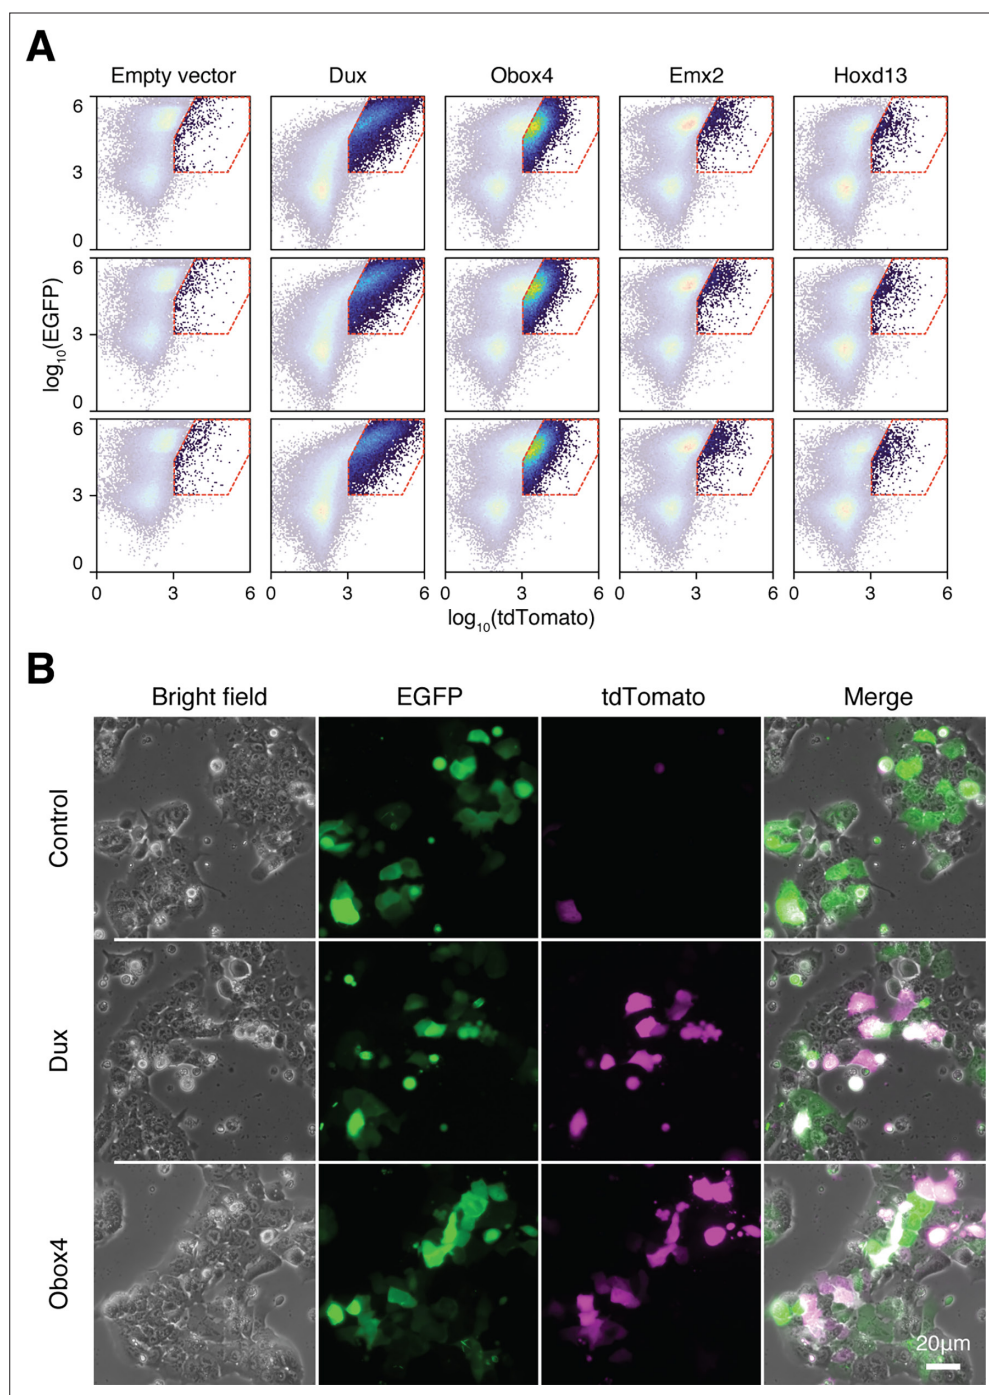 A
Empty vector Dux Obox4 Emx2 Hoxd13
6
3
0
6
3
0
6
3
0
log10(EGFP)
0 3 6 0 3 6 0 3 6 0 3 6 0 3 6
log10(tdTomato)
B
Bright field EGFP tdTomato Merge
Control
Dux
Obox4
20μm